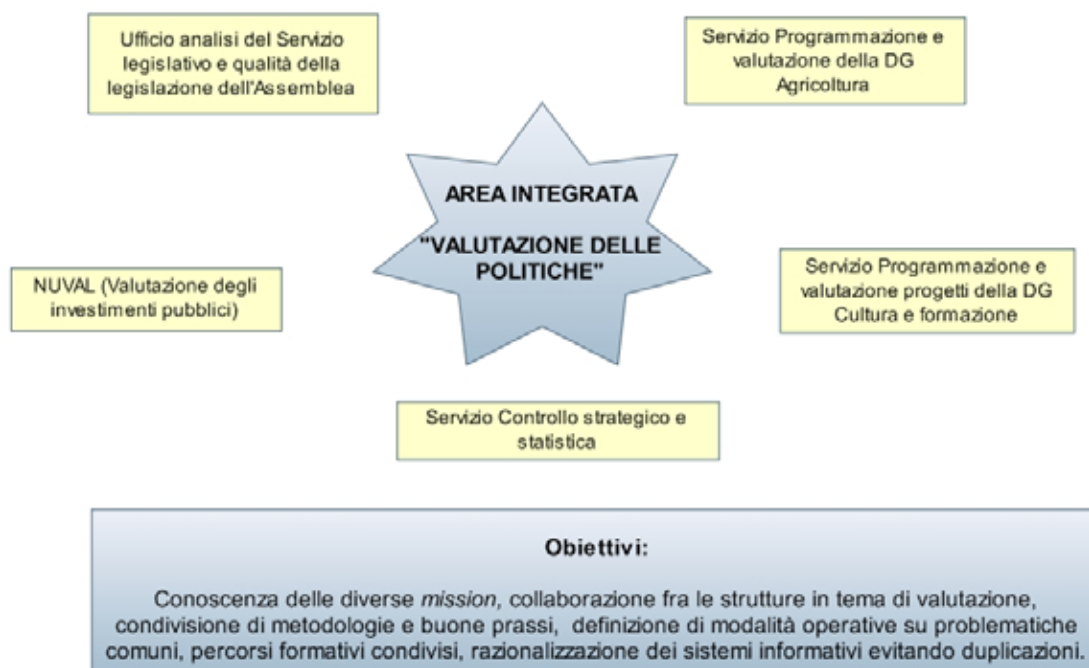 Ufficio analisi del Servizio
legislativo e qualità della
legislazione dell'Assemblea
Servizio Programmazione e
valutazione della DG
Agricoltura
AREA INTEGRATA
"VALUTAZIONE DELLE
POLITICHE"
NUVAL (Valutazione degli
investimenti pubblici)
Servizio Programmazione e
valutazione progetti della DG
Cultura e formazione
Servizio Controllo strategico e
statistica
Obiettivi:
Conoscenza delle diverse mission, collaborazione fra le strutture in tema di valutazione,
condivisione di metodologie e buone prassi, definizione di modalità operative su problematiche
comuni, percorsi formativi condivisi, razionalizzazione dei sistemi informativi evitando duplicazioni.